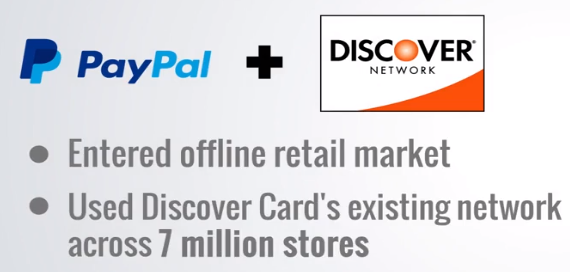 PayPal
DISCOVER®
NETWORK
Entered offline retail market
Used Discover Card's existing network
across 7 million stores